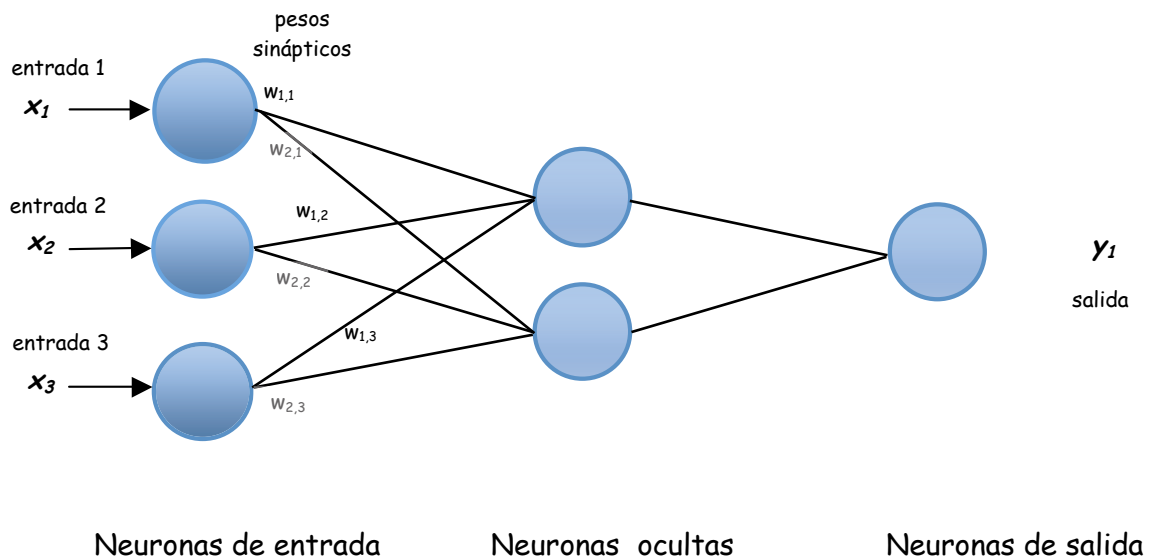 pesos
sinápticos
entrada 1
x₁
w₁,₁
w₂,₁
entrada 2
x₂
w₁,₂
w₂,₂
y₁
salida
entrada 3
x₃
w₁,₃
w₂,₃
Neuronas de entrada
Neuronas ocultas
Neuronas de salida